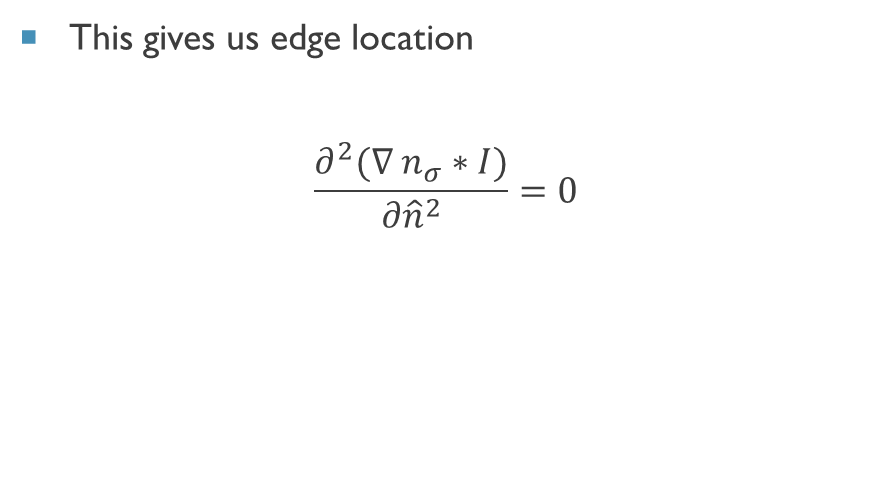 This gives us edge location
∂²(∇ n_σ * I) / ∂n̂² = 0